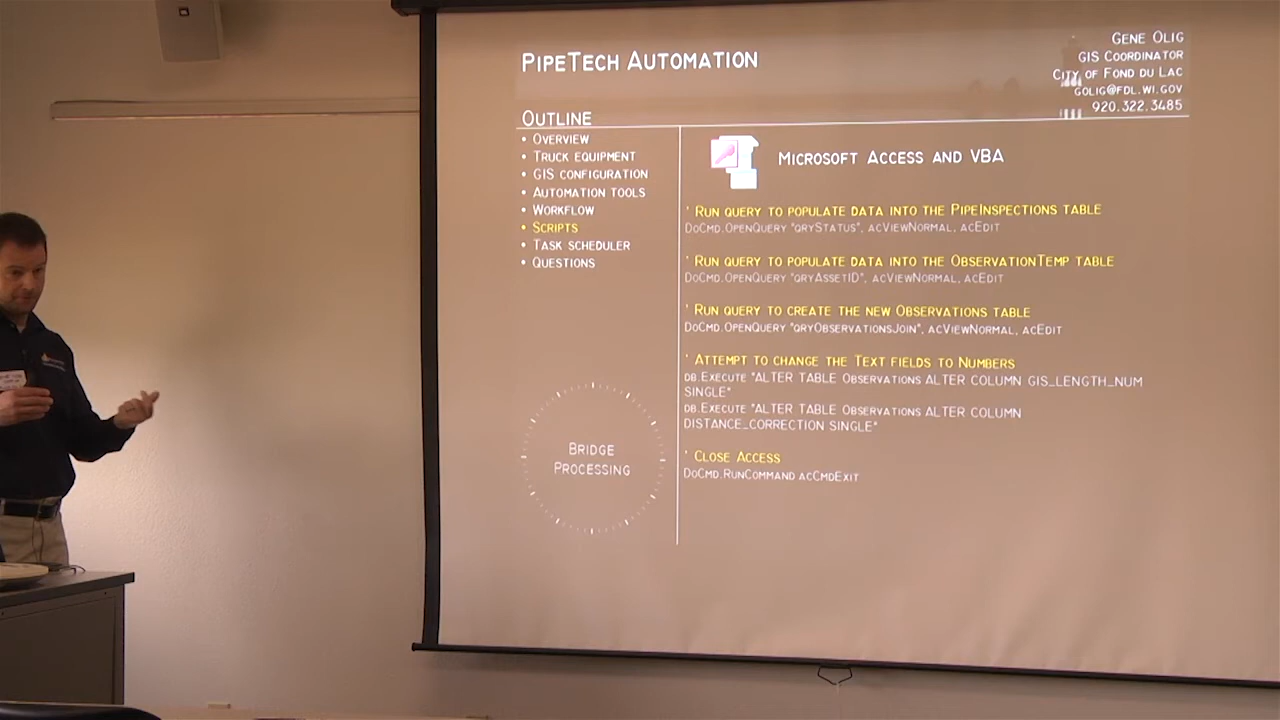 PipeTech Automation
Gene Olig
GIS Coordinator
City of Fond du Lac
golig@fdl.wi.gov
920.322.3485
Outline
• Overview
• Truck equipment
• GIS configuration
• Automation tools
• Workflow
• Scripts
• Task scheduler
• Questions
Bridge
Processing
Microsoft Access and VBA
' Run query to populate data into the PipeInspections table
DoCmd.OpenQuery "qryStatus", acViewNormal, acEdit
' Run query to populate data into the ObservationTemp table
DoCmd.OpenQuery "qryAssetID", acViewNormal, acEdit
' Run query to create the new Observations table
DoCmd.OpenQuery "qryObservationsJoin", acViewNormal, acEdit
' Attempt to change the Text fields to Numbers
db.Execute "ALTER TABLE Observations ALTER COLUMN GIS_LENGTH_NUM
SINGLE"
db.Execute "ALTER TABLE Observations ALTER COLUMN
DISTANCE_CORRECTION SINGLE"
' Close Access
DoCmd.RunCommand acCmdExit